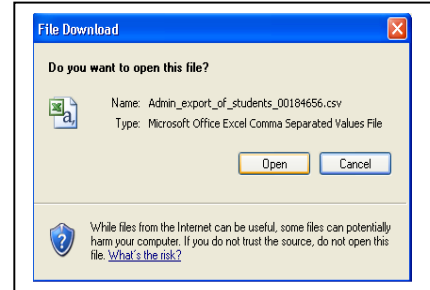 File Download
Do you want to open this file?
Name: Admin_export_of_students_00184656.csv
Type: Microsoft Office Excel Comma Separated Values File
Open Cancel
While files from the Internet can be useful, some files can potentially
harm your computer. If you do not trust the source, do not open this
file. What's the risk?